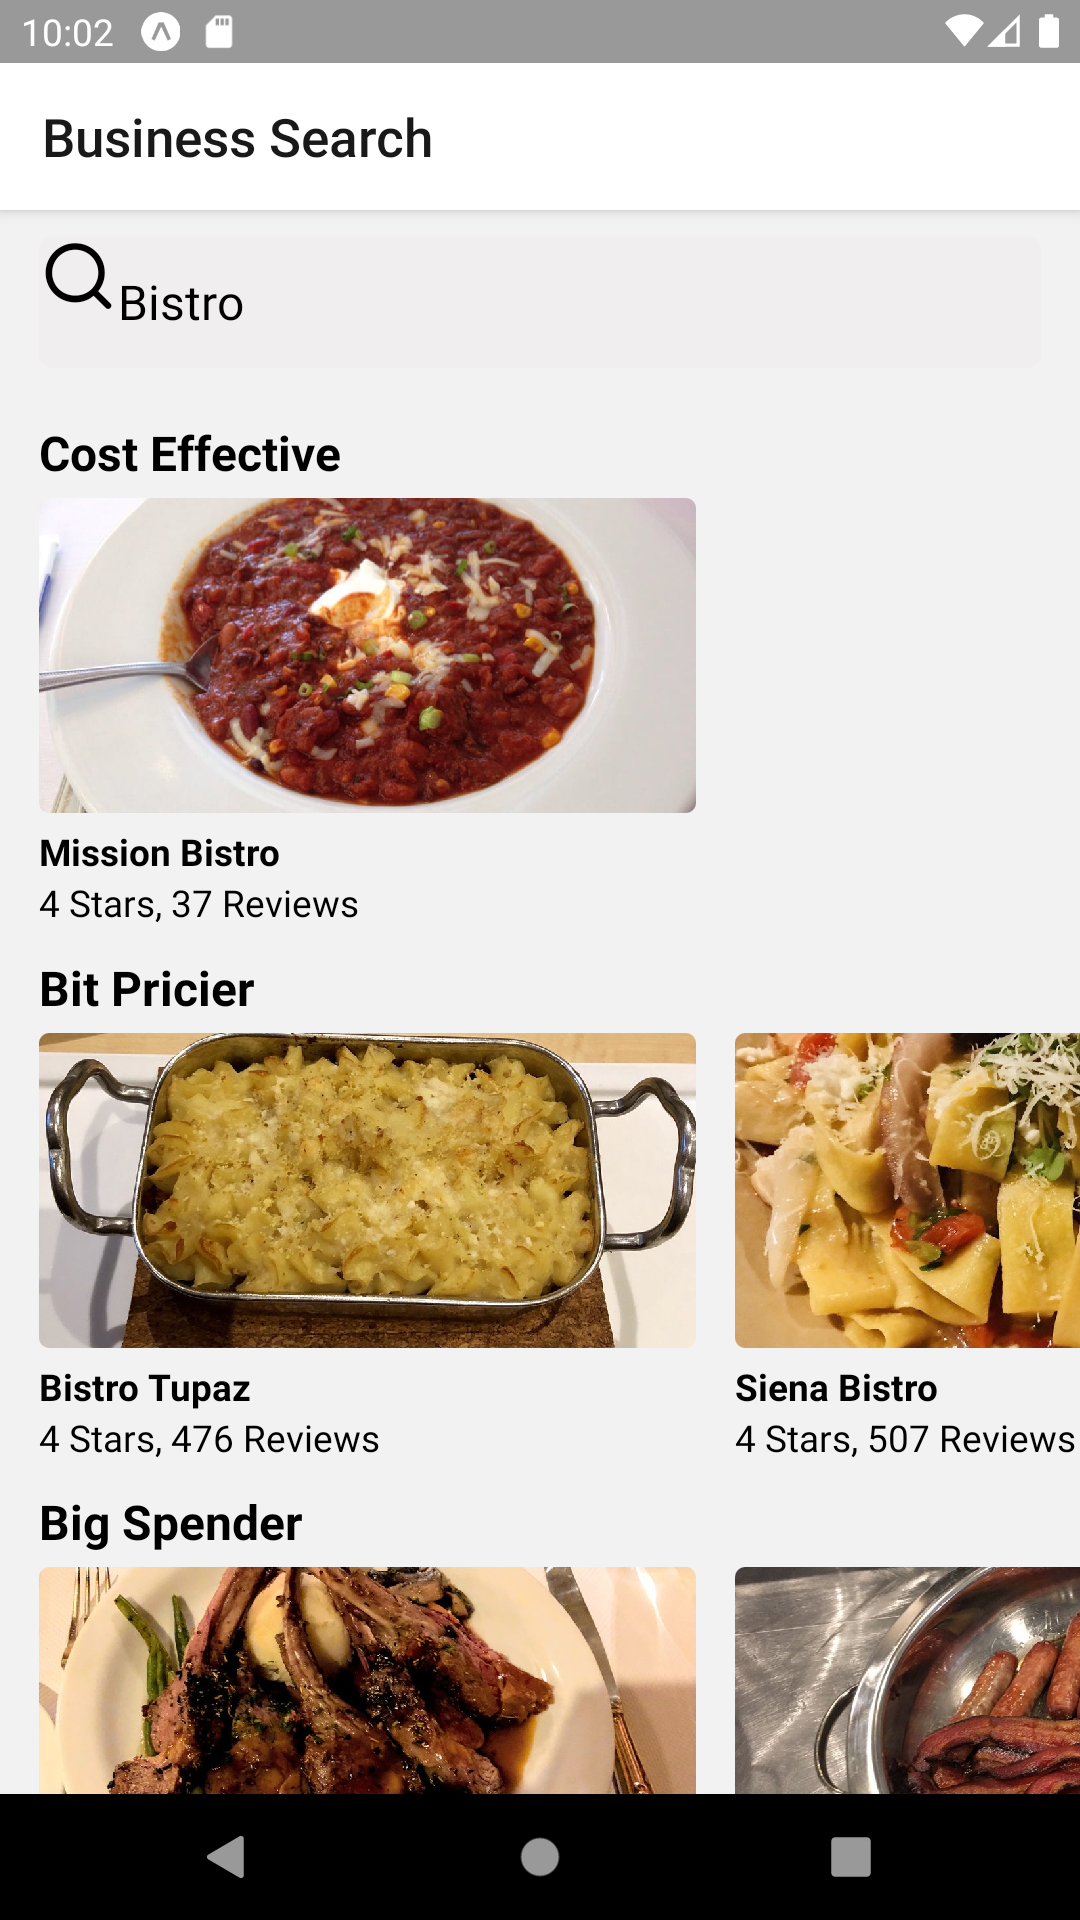 10:02
Business Search
Bistro
Cost Effective
Mission Bistro
4 Stars, 37 Reviews
Bit Pricier
Bistro Tupaz
4 Stars, 476 Reviews
Siena Bistro
4 Stars, 507 Reviews
Big Spender